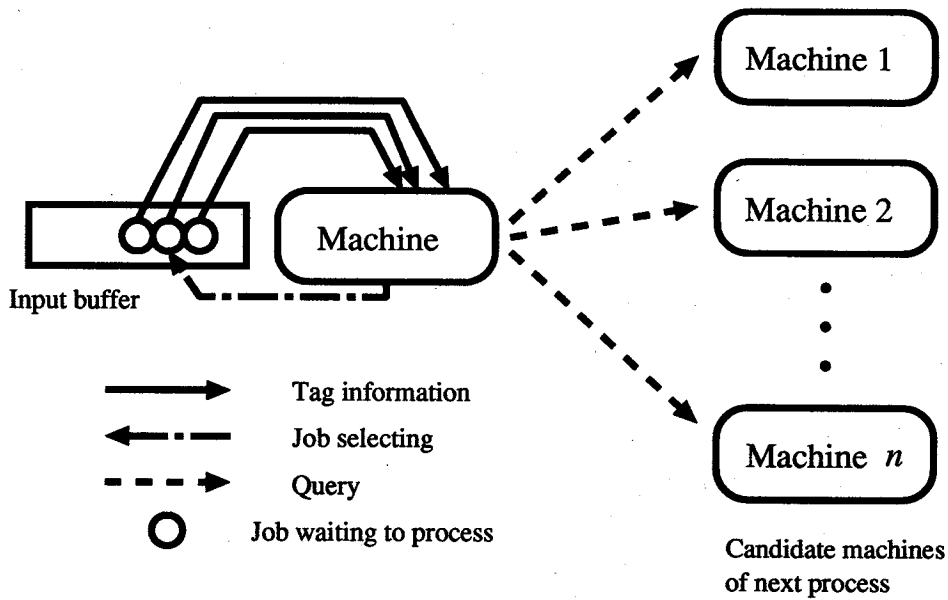 Machine 1
Machine 2
Machine
Input buffer
Tag information
Job selecting
Query
Job waiting to process
Machine n
Candidate machines
of next process